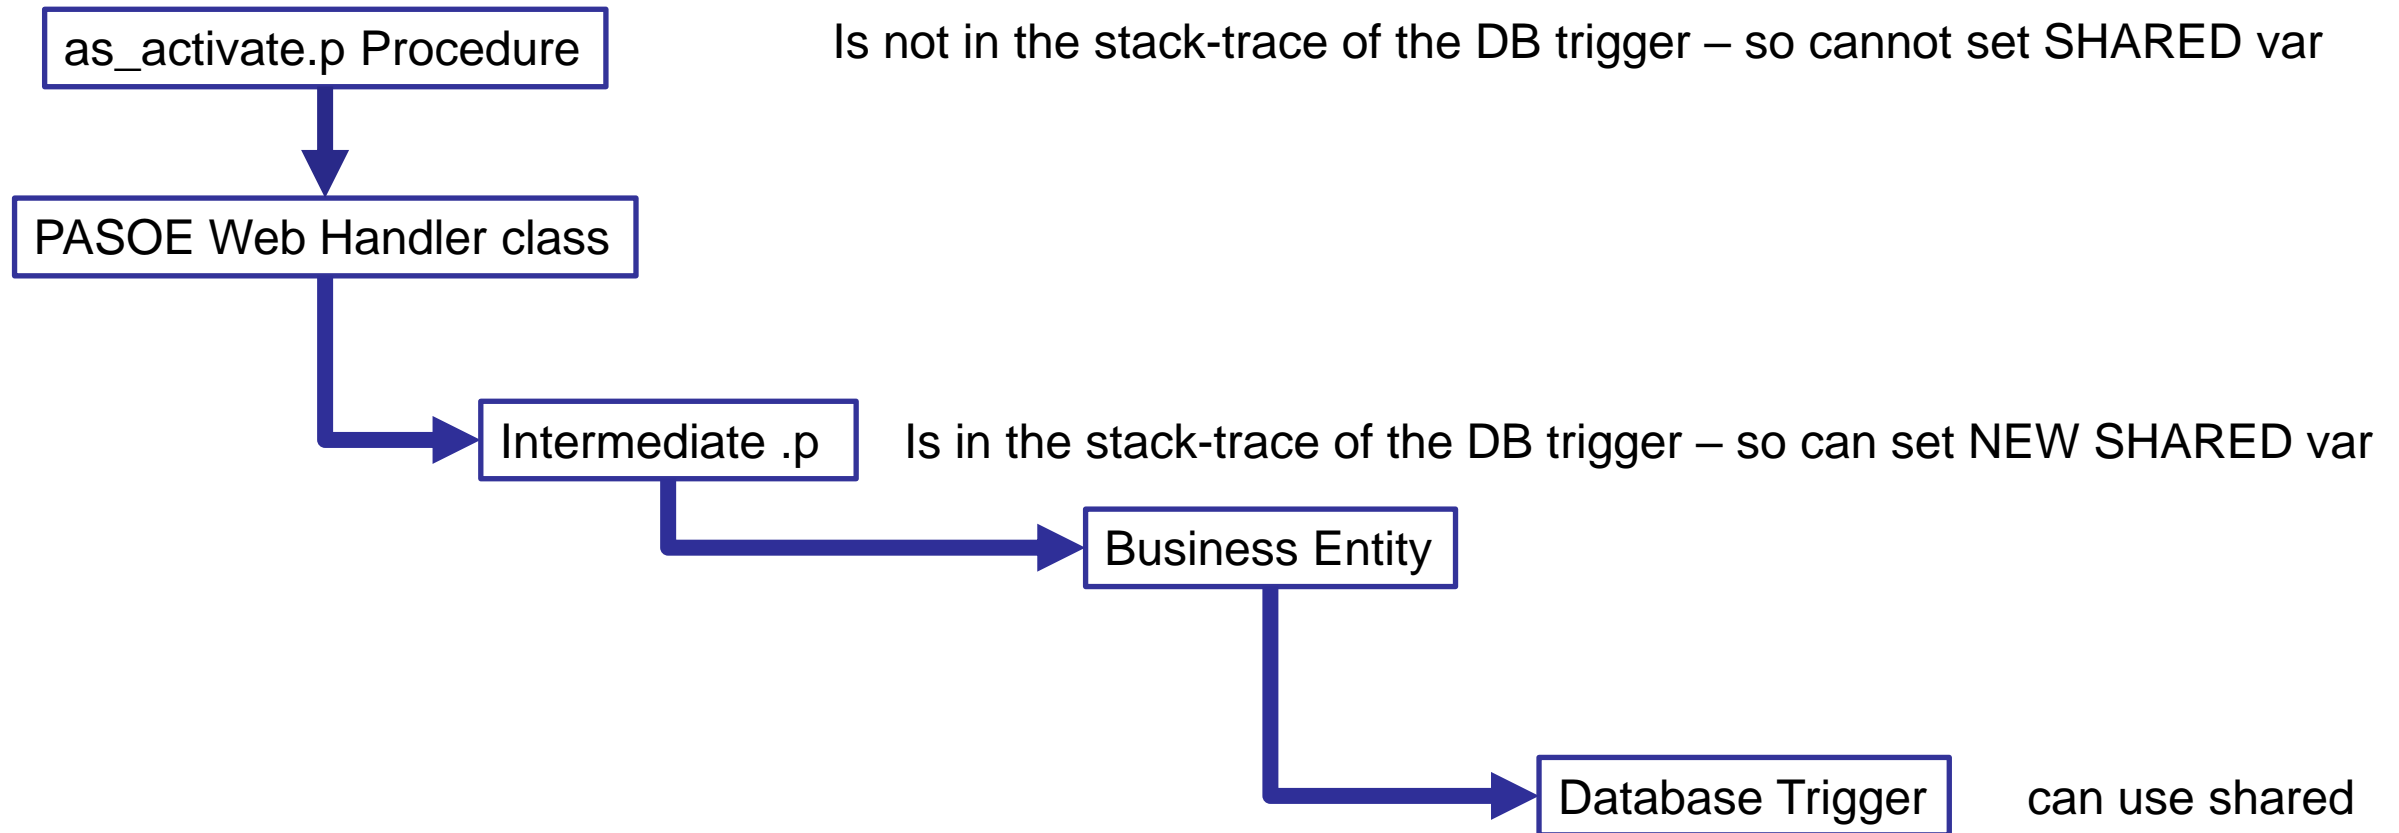 as_activate.p Procedure
Is not in the stack-trace of the DB trigger – so cannot set SHARED var
PASOE Web Handler class
Intermediate .p
Is in the stack-trace of the DB trigger – so can set NEW SHARED var
Business Entity
Database Trigger
can use shared